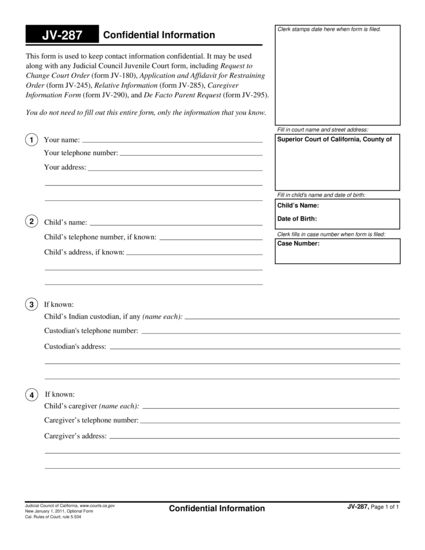 JV-287 Confidential Information
Clerk stamps date here when form is filed.
This form is used to keep contact information confidential. It may be used
along with any Judicial Council Juvenile Court form, including Request to
Change Court Order (form JV-180), Application and Affidavit for Restraining
Order (form JV-245), Relative Information (form JV-285), Caregiver
Information Form (form JV-290), and De Facto Parent Request (form JV-295).
You do not need to fill out this entire form, only the information that you know.
Fill in court name and street address:
Superior Court of California, County of
Fill in child's name and date of birth:
Child's Name:
Date of Birth:
Clerk fills in case number when form is filed:
Case Number:
1 Your name:
Your telephone number:
Your address:
2 Child's name:
Child's telephone number, if known:
Child's address, if known:
3 If known:
Child's Indian custodian, if any (name each):
Custodian's telephone number:
Custodian's address:
4 If known:
Child's caregiver (name each):
Caregiver's telephone number:
Caregiver's address:
Judicial Council of California, www.courts.ca.gov
New January 1, 2011, Optional Form
Cal. Rules of Court, rule 5.534
Confidential Information
JV-287, Page 1 of 1